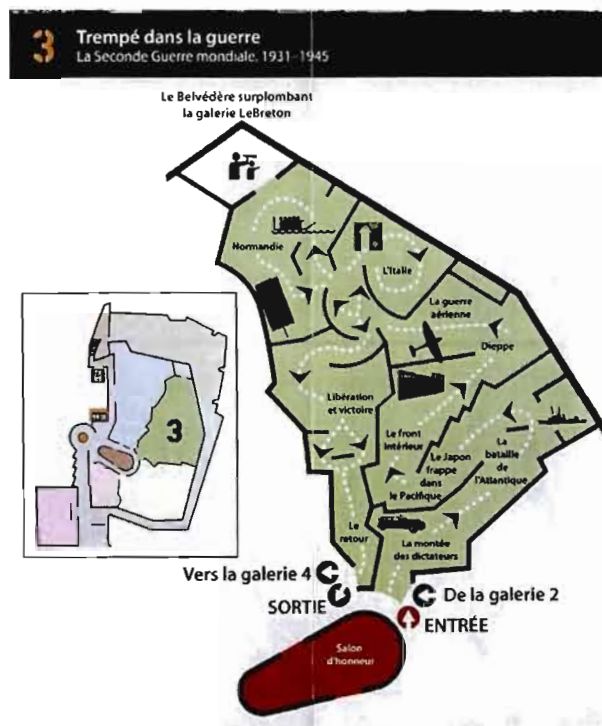 3
Trempé dans la guerre
La Seconde Guerre mondiale, 1931-1945
Le Belvédère surplombant
la galerie LeBreton
Normandie
L'Italie
La guerre
aérienne
Dieppe
Libération
et victoire
Le front
intérieur
Le Japon
frappe
dans
le Pacifique
La
bataille
de
l'Atlantique
Le
retour
La montée
des dictateurs
3
Vers la galerie 4
SORTIE
De la galerie 2
ENTRÉE
Salon
d'honneur